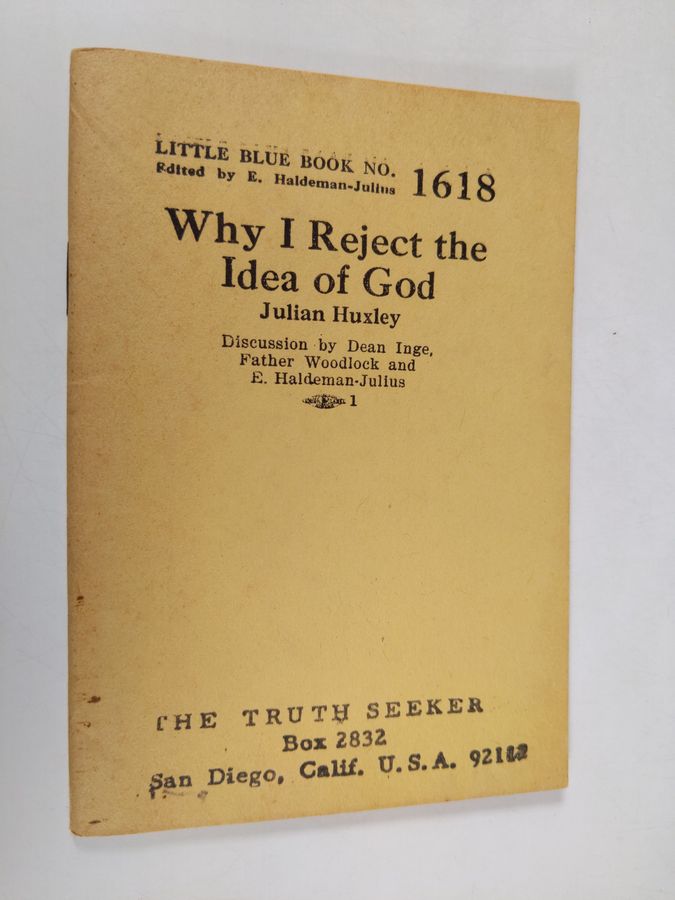 LITTLE BLUE BOOK NO. 1618
Edited by E. Haldeman-Julius
Why I Reject the
Idea of God
Julian Huxley
Discussion by Dean Inge,
Father Woodlock and
E. Haldeman-Julius
1
THE TRUTH SEEKER
Box 2832
San Diego, Calif. U.S.A. 92112